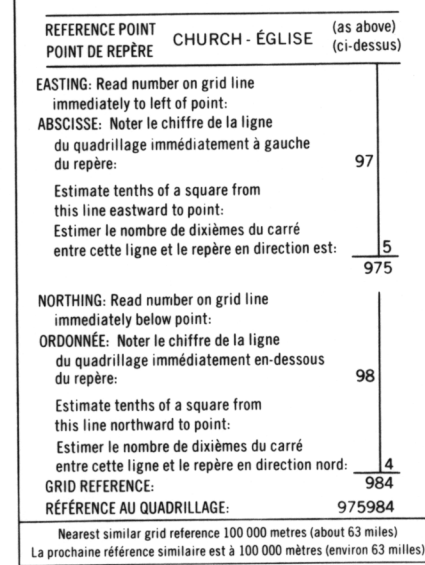 REFERENCE POINT
POINT DE REPÈRE
CHURCH - ÉGLISE
(as above)
(ci-dessus)
EASTING: Read number on grid line
immediately to left of point:
ABSCISSE: Noter le chiffre de la ligne
du quadrillage immédiatement à gauche
du repère: 97
Estimate tenths of a square from
this line eastward to point:
Estimer le nombre de dixièmes du carré
entre cette ligne et le repère en direction est: 5
975
NORTHING: Read number on grid line
immediately below point:
ORDONNÉE: Noter le chiffre de la ligne
du quadrillage immédiatement en-dessous
du repère: 98
Estimate tenths of a square from
this line northward to point:
Estimer le nombre de dixièmes du carré
entre cette ligne et le repère en direction nord: 4
GRID REFERENCE: 984
RÉFÉRENCE AU QUADRILLAGE: 975984
Nearest similar grid reference 100 000 metres (about 63 miles)
La prochaine référence similaire est à 100 000 mètres (environ 63 milles)